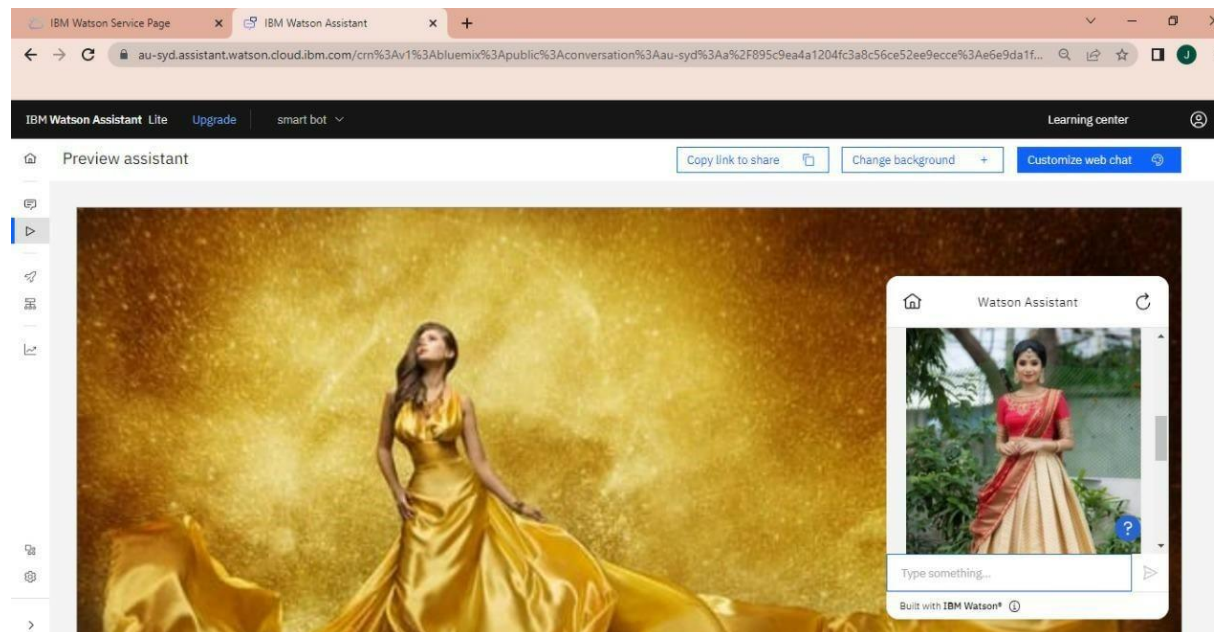 IBM Watson Service Page
IBM Watson Assistant
au-syd.assistant.watson.cloud.ibm.com/crn%3Av1%3Abluemix%3Apublic%3Aconversation%3Aau-syd%3Aa%2F895c9ea4a1204fc3a8c56ce52ee9ecce%3Ae6e9da1f...
J
IBM Watson Assistant Lite Upgrade smart bot Learning center
Preview assistant Copy link to share Change background + Customize web chat
Watson Assistant
?
Type something...
Built with IBM Watson®